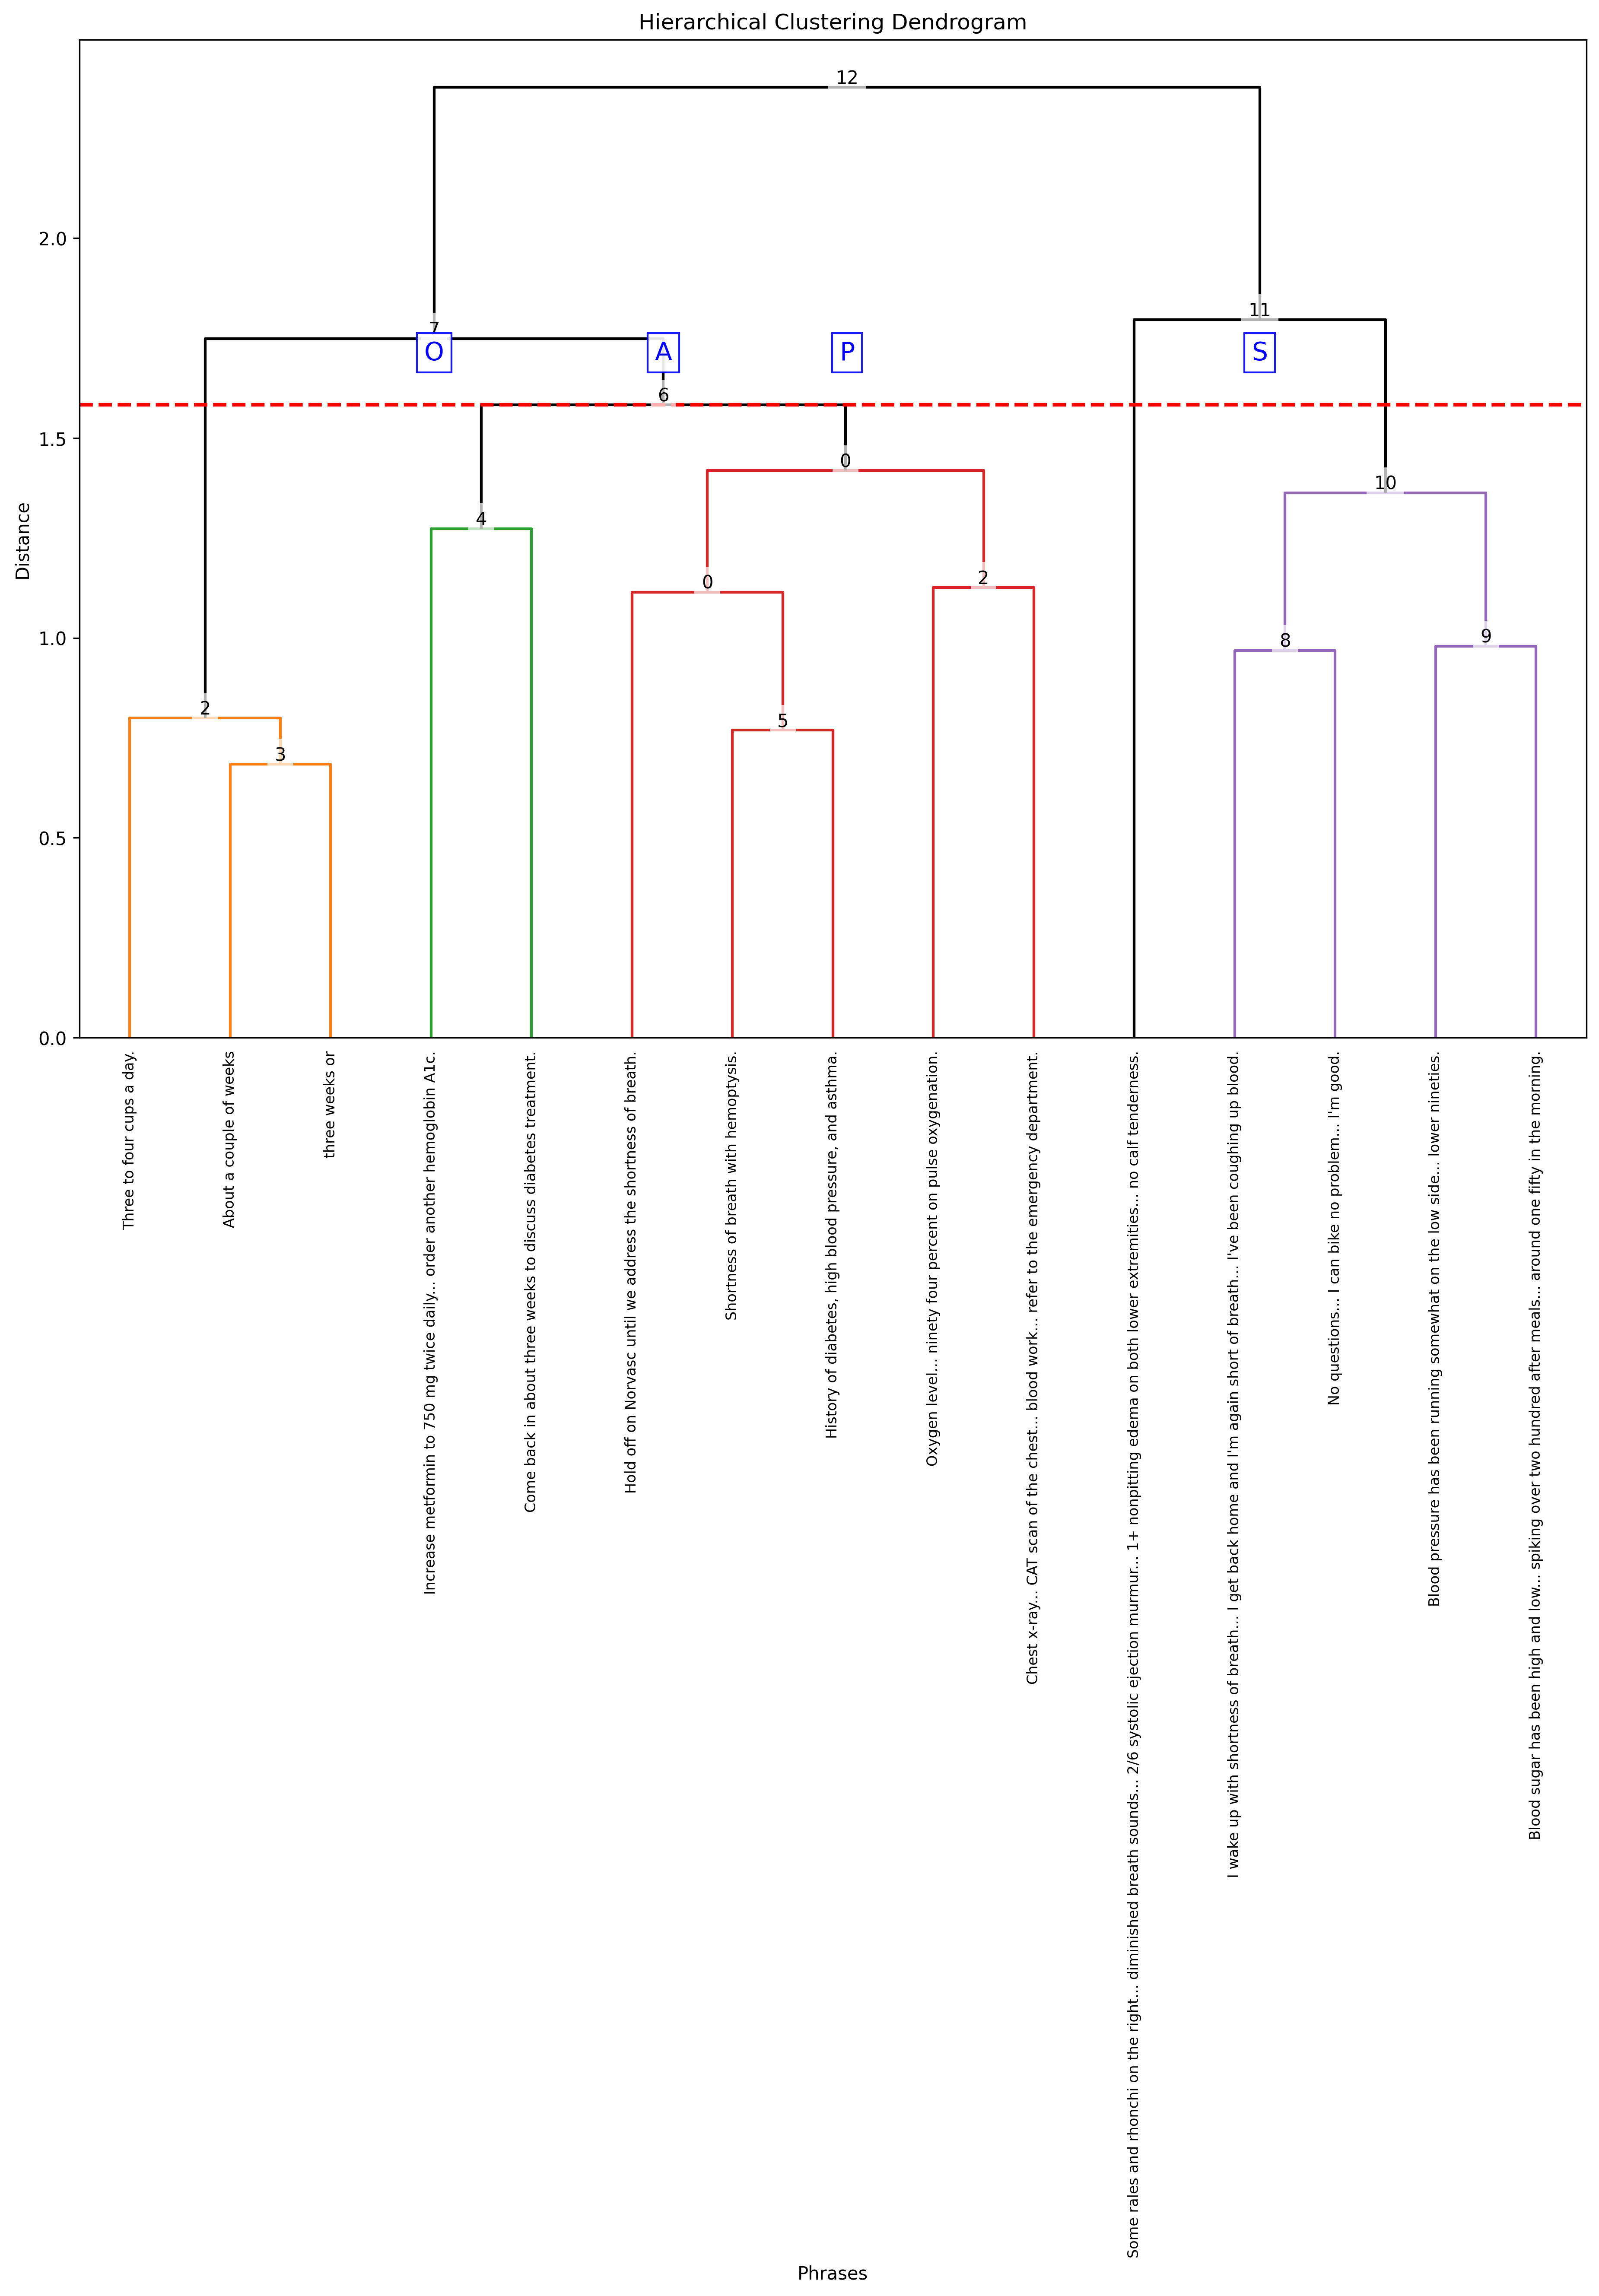 Hierarchical Clustering Dendrogram
12
2.0
11
7
O
A
P
S
6
1.5
0
10
4
Distance
0
2
1.0
8
9
2
5
3
0.5
0.0
Three to four cups a day.
About a couple of weeks
three weeks or
Increase metformin to 750 mg twice daily... order another hemoglobin A1c.
Come back in about three weeks to discuss diabetes treatment.
Hold off on Norvasc until we address the shortness of breath.
Shortness of breath with hemoptysis.
History of diabetes, high blood pressure, and asthma.
Oxygen level... ninety four percent on pulse oxygenation.
Chest x-ray... CAT scan of the chest... blood work... refer to the emergency department.
Some rales and rhonchi on the right... diminished breath sounds... 2/6 systolic ejection murmur... 1+ nonpitting edema on both lower extremities... no calf tenderness.
I wake up with shortness of breath... I get back home and I'm again short of breath... I've been coughing up blood.
No questions... I can bike no problem... I'm good.
Blood pressure has been running somewhat on the low side... lower nineties.
Blood sugar has been high and low... spiking over two hundred after meals... around one fifty in the morning.
Phrases